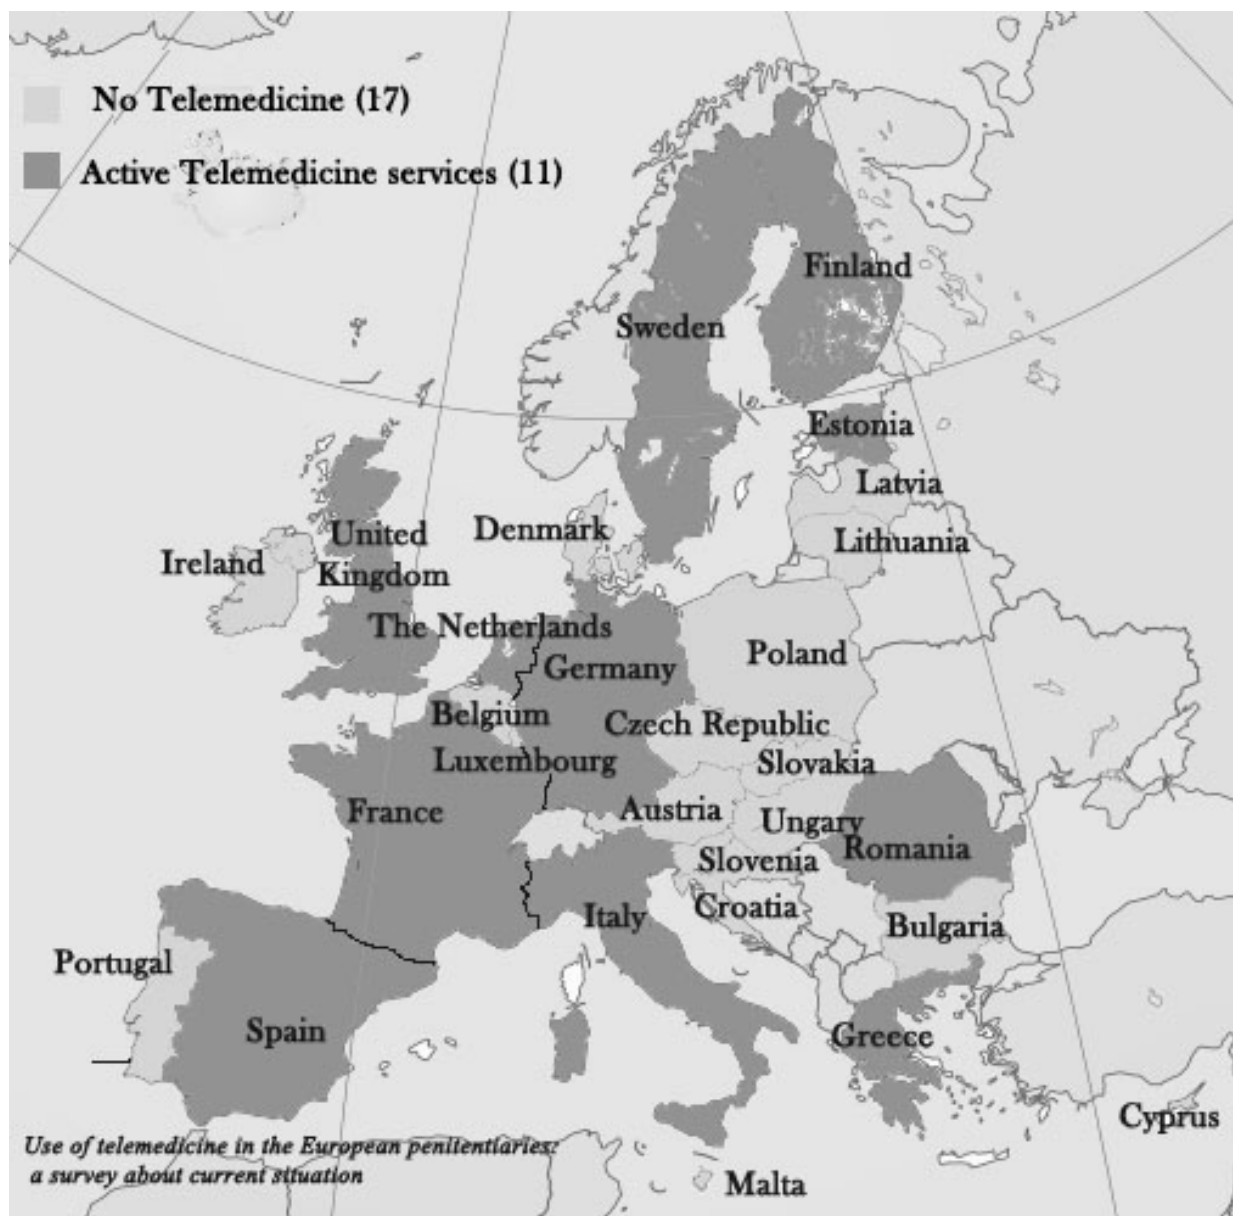 No Telemedicine (17)
Active Telemedicine services (11)
Finland
Sweden
Estonia
Latvia
Denmark
United
Kingdom
Lithuania
Ireland
The Netherlands
Germany
Poland
Belgium
Czech Republic
Luxembourg
Slovakia
France
Austria
Ungary
Romania
Slovenia
Croatia
Italy
Bulgaria
Portugal
Spain
Greece
Cyprus
Malta
Use of telemedicine in the European penitentiaries:
a survey about current situation